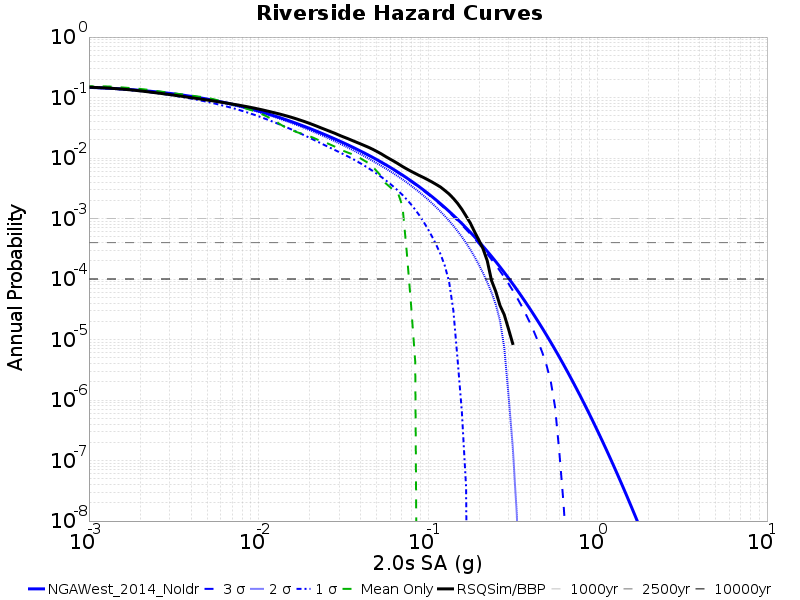 Riverside Hazard Curves
Annual Probability
10^0
10^-1
10^-2
10^-3
10^-4
10^-5
10^-6
10^-7
10^-8
10^-3 10^-2 10^-1 10^0 10^1
2.0s SA (g)
NGAWest_2014_NoIdr 3 σ 2 σ 1 σ Mean Only RSQSim/BBP 1000yr 2500yr 10000yr